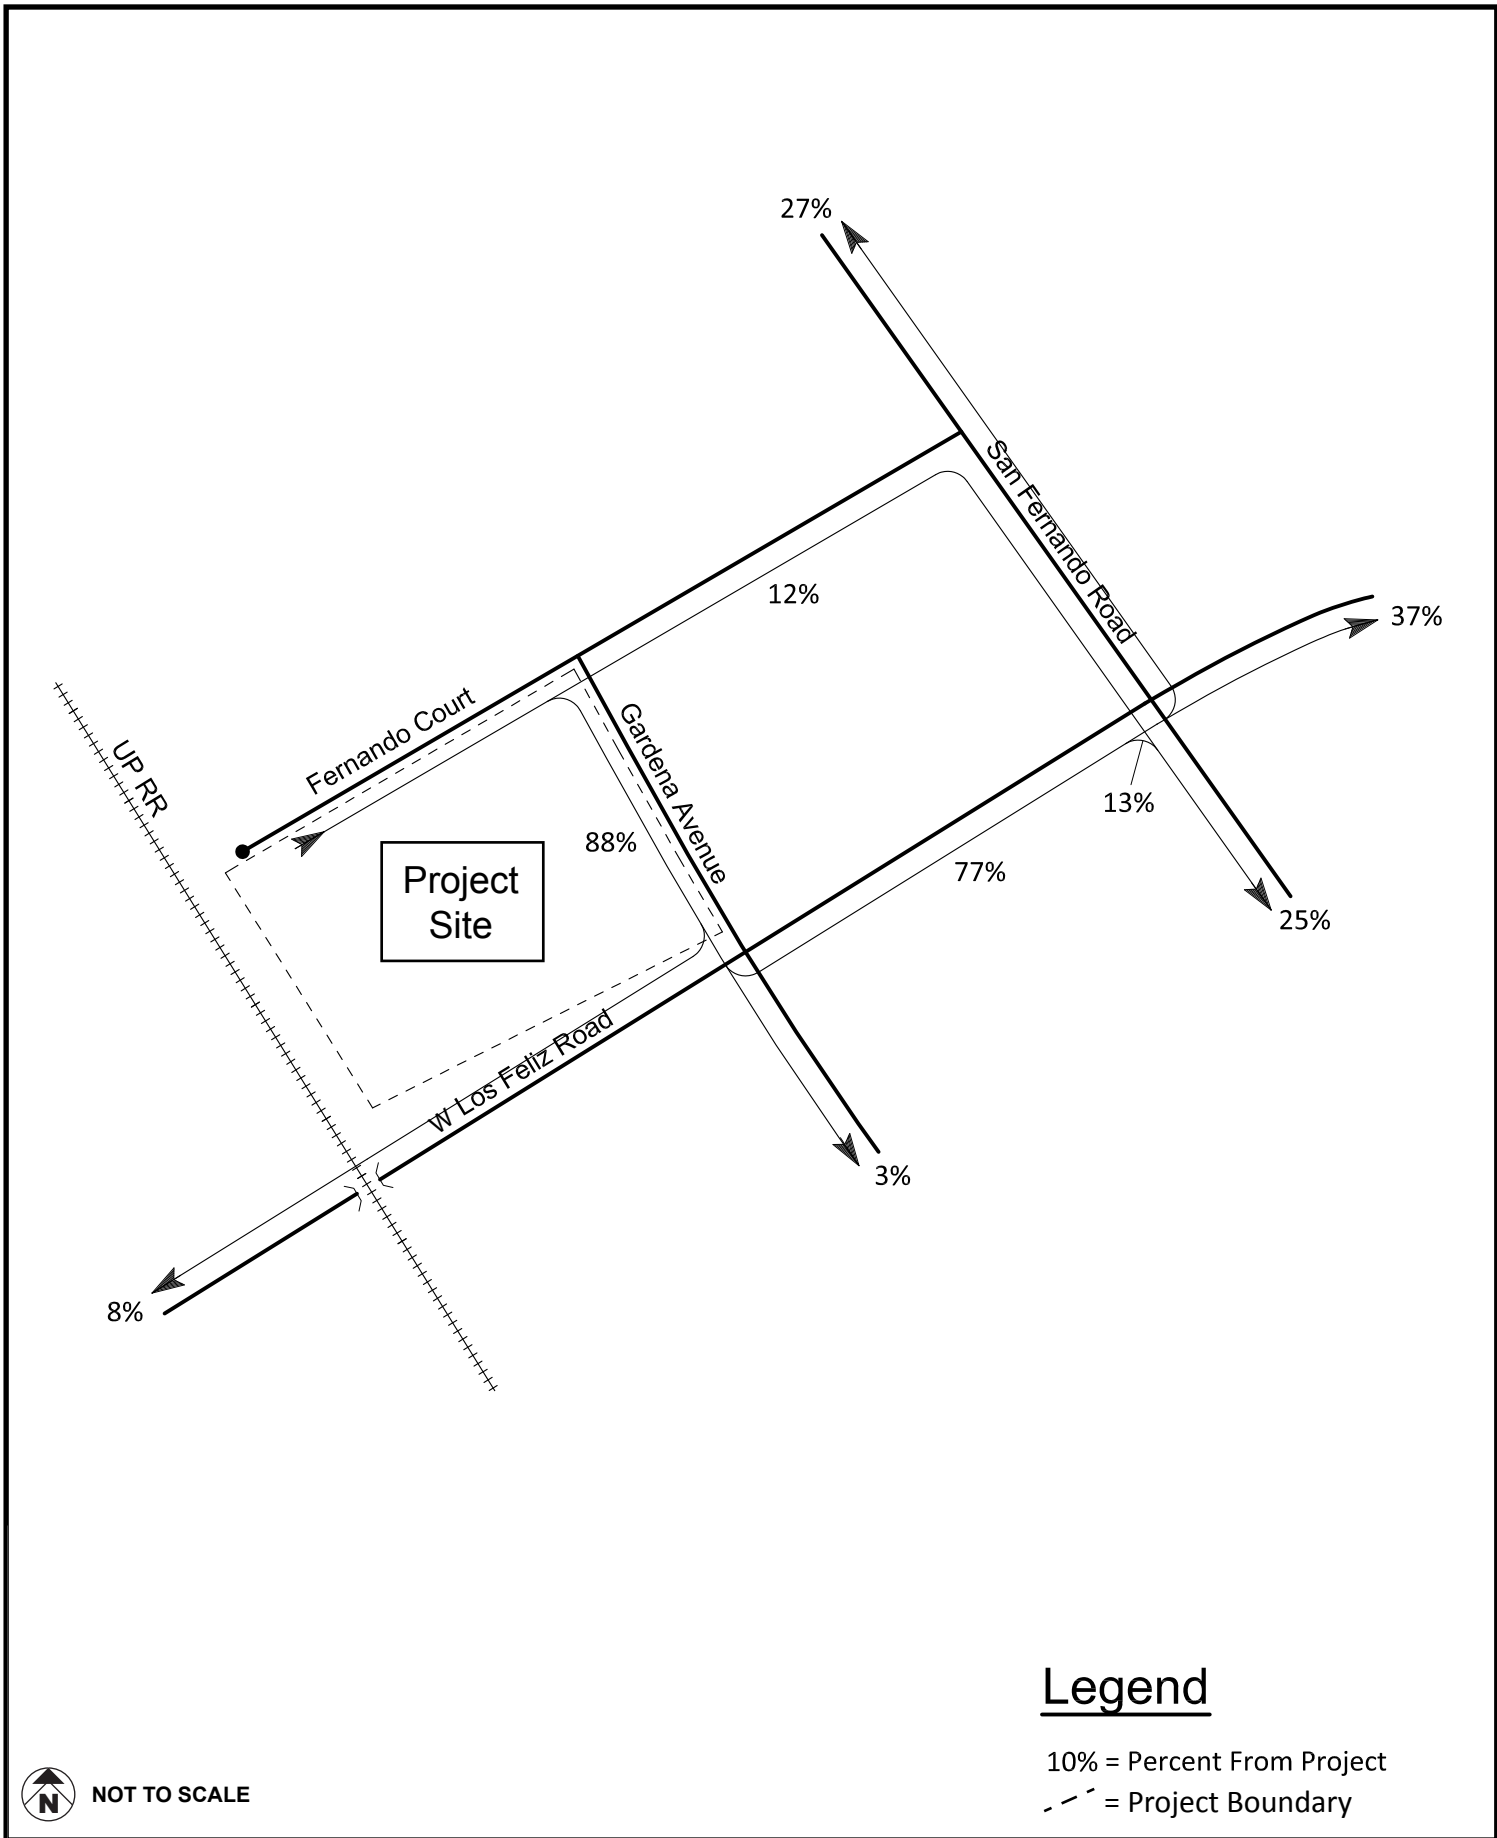 27%
San Fernando Road
12%
37%
Fernando Court
Gardena Avenue
UP RR
13%
88%
77%
Project
Site
25%
W Los Feliz Road
3%
8%
Legend
10% = Percent From Project
= Project Boundary
N
NOT TO SCALE